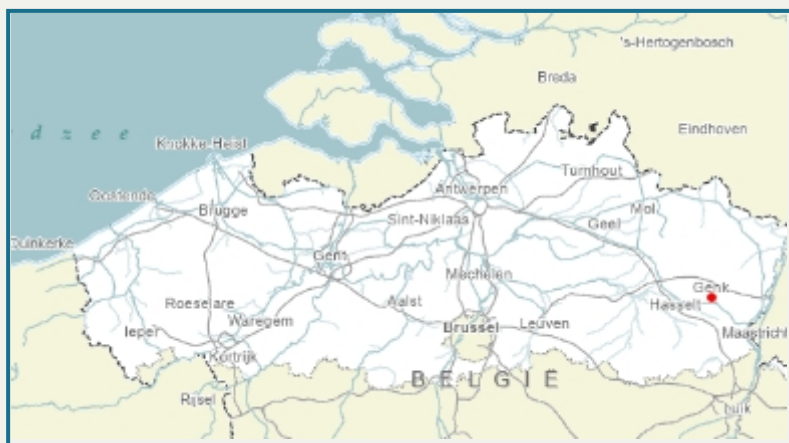 's-Hertogenbosch
Breda
dzee
Eindhoven
Knokke-Heist
Turnhout
Oostende
Antwerpen
Mol
Brugge
Sint-Niklaas
Geel
Duinkerke
Gent
Mechelen
Genk
Roeselare
Aalst
Hasselt
Ieper
Waregem
Brussel
Leuven
Maastricht
Kortrijk
BELGIË
Rijsel
Luik